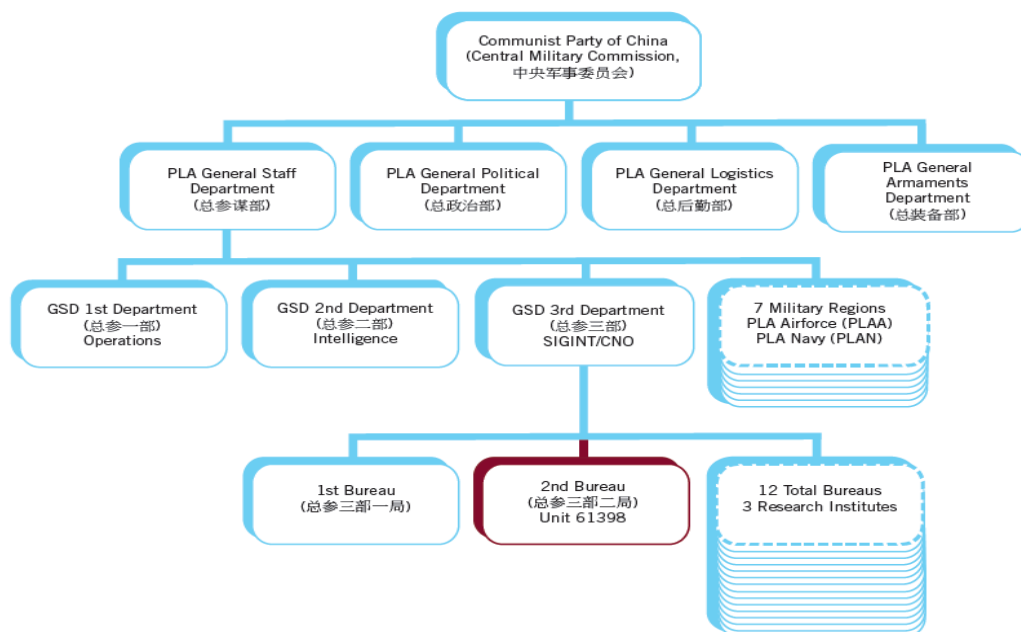 Communist Party of China
(Central Military Commission,
中央军事委员会)
PLA General Staff
Department
(总参谋部)
PLA General Political
Department
(总政治部)
PLA General Logistics
Department
(总后勤部)
PLA General
Armaments
Department
(总装备部)
GSD 1st Department
(总参一部)
Operations
GSD 2nd Department
(总参二部)
Intelligence
GSD 3rd Department
(总参三部)
SIGINT/CNO
7 Military Regions
PLA Airforce (PLAA)
PLA Navy (PLAN)
1st Bureau
(总参三部一局)
2nd Bureau
(总参三部二局)
Unit 61398
12 Total Bureaus
3 Research Institutes